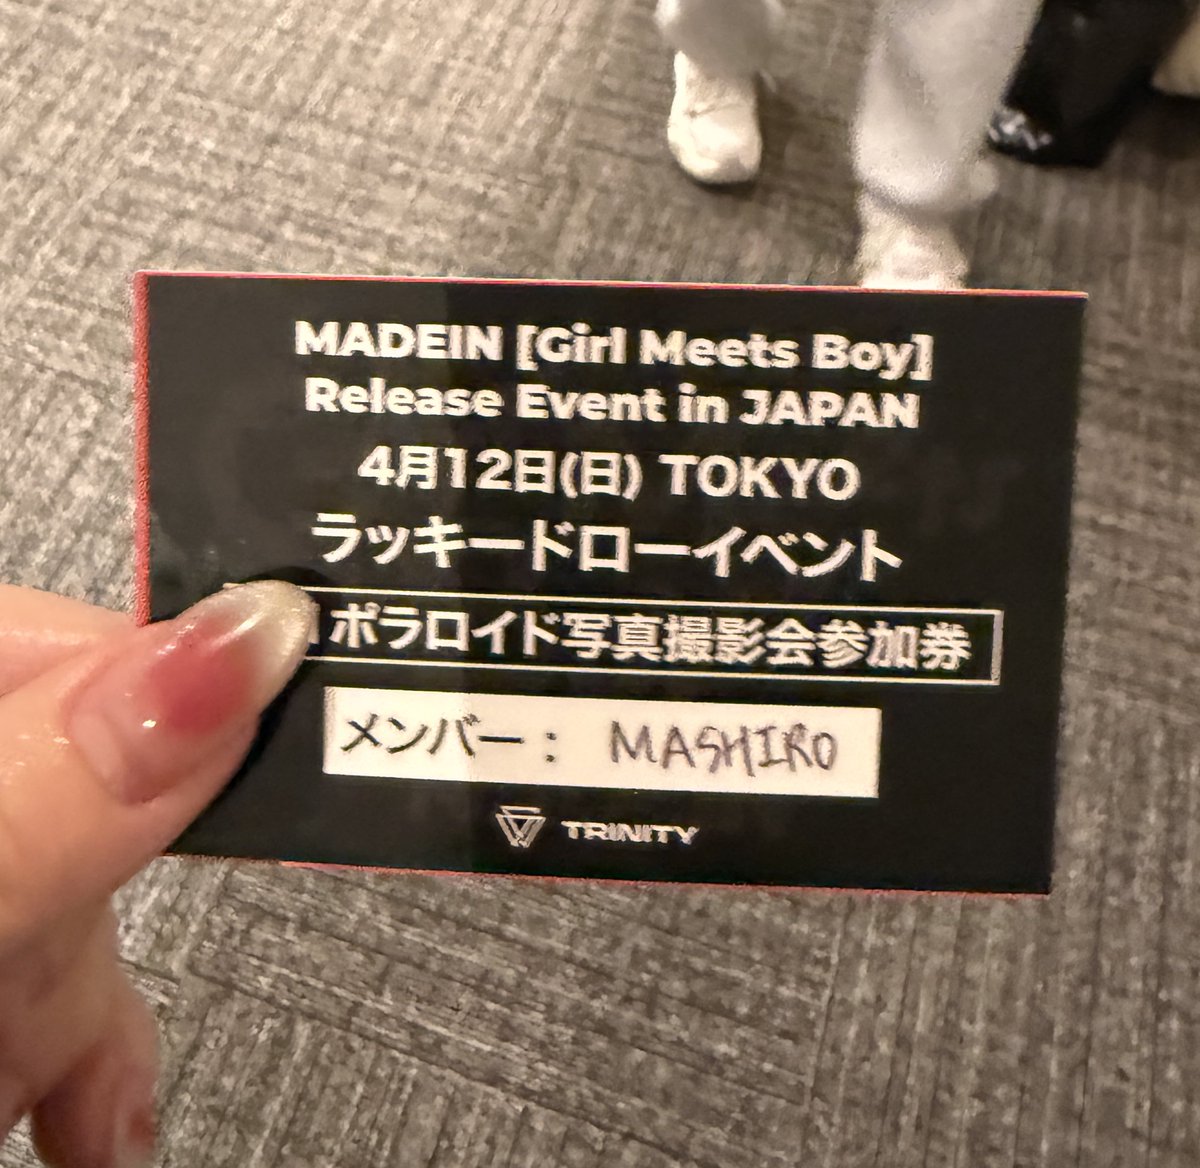 MADEIN [Girl Meets Boy]
Release Event in JAPAN
4月12日(日) TOKYO
ラッキードローイベント
ポラロイド写真撮影会参加券
メンバー： MASHIRO
TRINITY